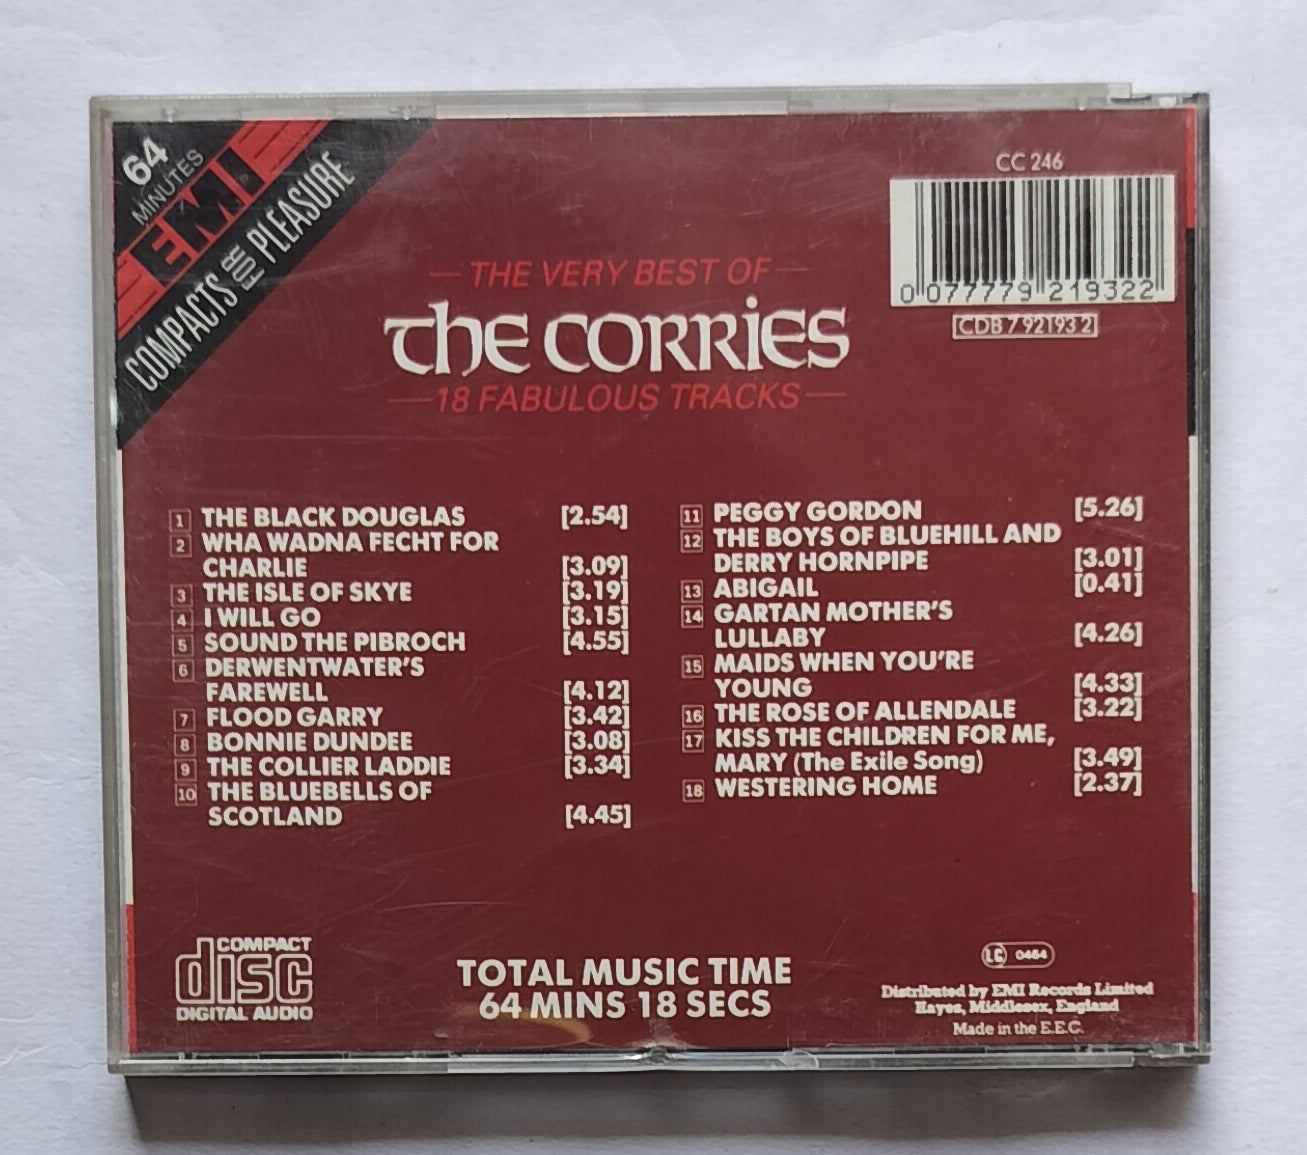 64
MINUTES
EMI
COMPACTS FOR PLEASURE
CC 246
0 077779 219322
CDB 7 92193 2
THE VERY BEST OF
The CORRIES
18 FABULOUS TRACKS
1 THE BLACK DOUGLAS [2.54]
2 WHA WADNA FECHT FOR
CHARLIE [3.09]
3 THE ISLE OF SKYE [3.19]
4 I WILL GO [3.15]
5 SOUND THE PIBROCH [4.55]
6 DERWENTWATER'S
FAREWELL [4.12]
7 FLOOD GARRY [3.42]
8 BONNIE DUNDEE [3.08]
9 THE COLLIER LADDIE [3.34]
10 THE BLUEBELLS OF
SCOTLAND [4.45]
11 PEGGY GORDON [5.26]
12 THE BOYS OF BLUEHILL AND
DERRY HORNPIPE [3.01]
13 ABIGAIL [0.41]
14 GARTAN MOTHER'S
LULLABY [4.26]
15 MAIDS WHEN YOU'RE
YOUNG [4.33]
16 THE ROSE OF ALLENDALE [3.22]
17 KISS THE CHILDREN FOR ME,
MARY (The Exile Song) [3.49]
18 WESTERING HOME [2.37]
COMPACT
disc
DIGITAL AUDIO
TOTAL MUSIC TIME
64 MINS 18 SECS
LC 0464
Distributed by EMI Records Limited
Hayes, Middlesex, England
Made in the E.E.C.